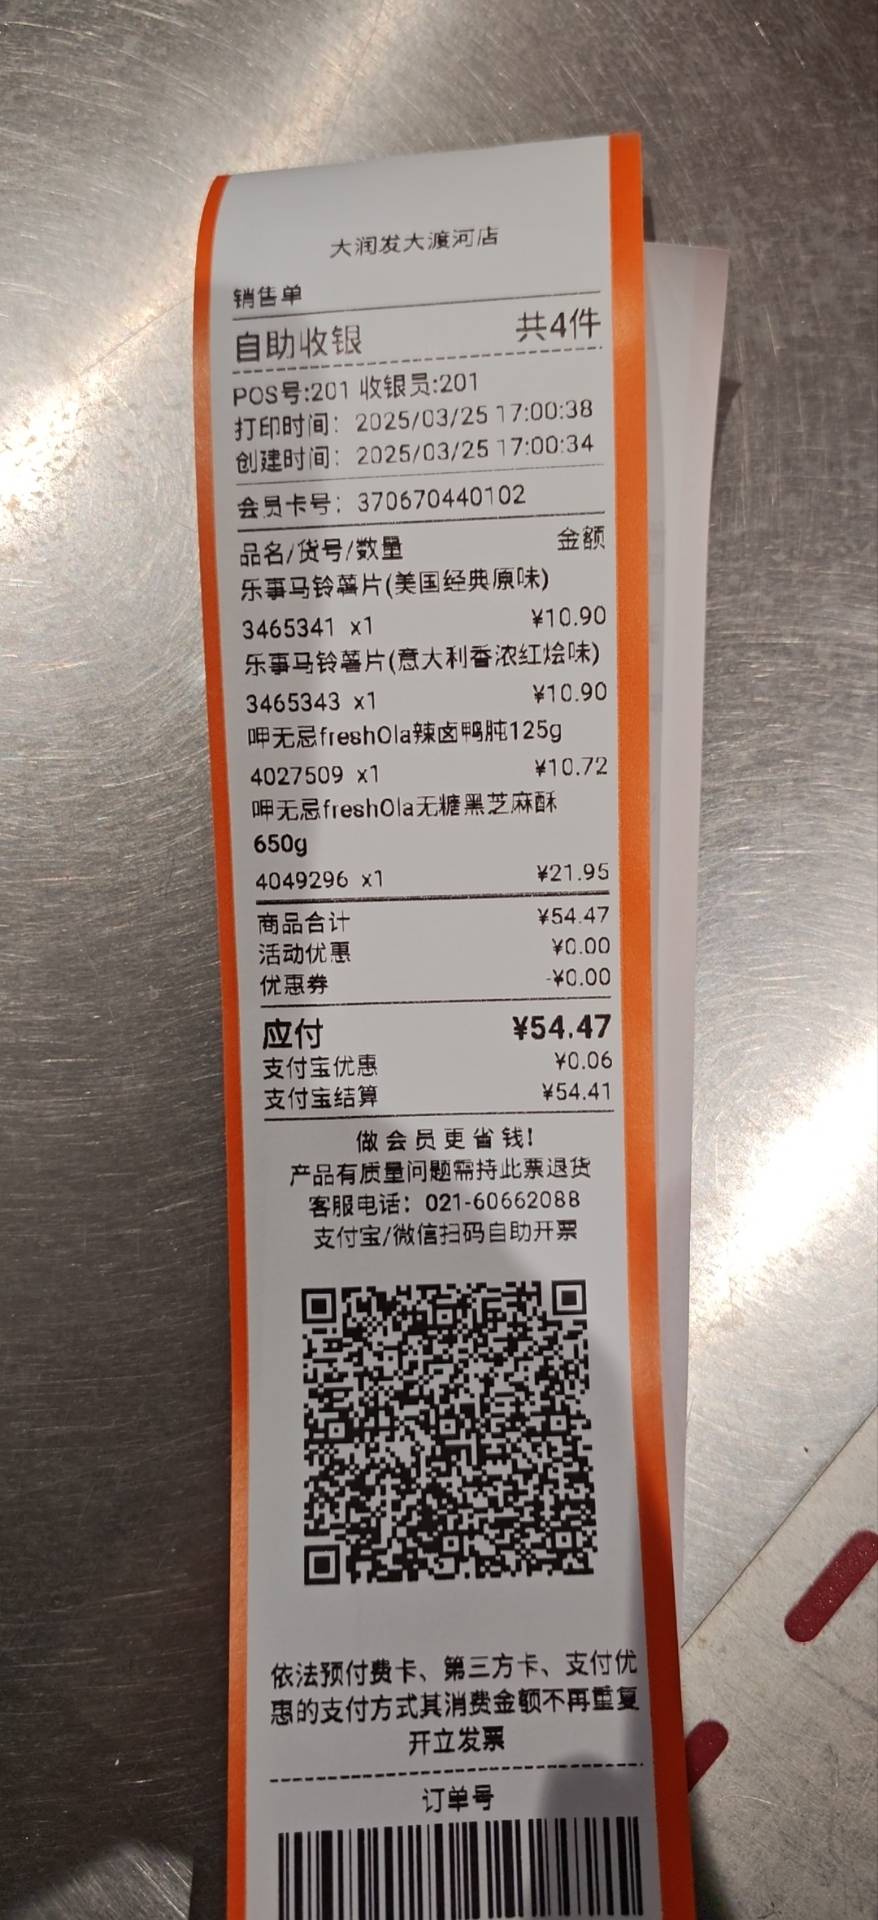 大润发大渡河店
销售单
自助收银 共4件
POS号:201 收银员:201
打印时间: 2025/03/25 17:00:38
创建时间: 2025/03/25 17:00:34
会员卡号: 370670440102
品名/货号/数量 金额
乐事马铃薯片(美国经典原味)
3465341 x1 ¥10.90
乐事马铃薯片(意大利香浓红烩味)
3465343 x1 ¥10.90
呷无忌freshOla辣卤鸭肫125g
4027509 x1 ¥10.72
呷无忌freshOla无糖黑芝麻酥
650g
4049296 x1 ¥21.95
商品合计 ¥54.47
活动优惠 ¥0.00
优惠券 -¥0.00
应付 ¥54.47
支付宝优惠 ¥0.06
支付宝结算 ¥54.41
做会员更省钱!
产品有质量问题需持此票退货
客服电话: 021-60662088
支付宝/微信扫码自助开票
依法预付费卡、第三方卡、支付优
惠的支付方式其消费金额不再重复
开立发票
订单号